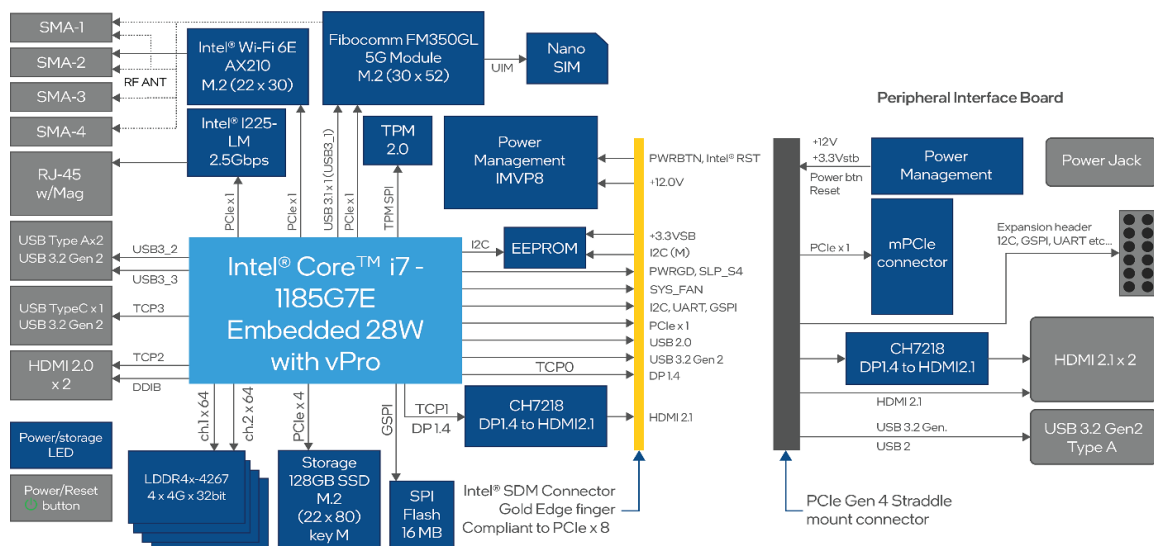 SMA-1
SMA-2
SMA-3
SMA-4
RF ANT
Intel® Wi-Fi 6E
AX210
M.2 (22 x 30)
Fibocomm FM350GL
5G Module
M.2 (30 x 52)
UIM
Nano
SIM
Intel® I225-
LM
2.5Gbps
RJ-45
w/Mag
TPM
2.0
Power
Management
IMVP8
PCIe x 1
PCIe x 1
USB 3.1 x 1 (USB3_1)
PCIe x 1
TPM SPI
USB Type Ax2
USB 3.2 Gen 2
USB3_2
USB3_3
USB TypeC x 1
USB 3.2 Gen 2
TCP3
HDMI 2.0
x 2
TCP2
DDIB
Intel® Core™ i7 -
1185G7E
Embedded 28W
with vPro
I2C
EEPROM
PWRBTN, Intel® RST
+12.0V
+3.3VSB
I2C (M)
PWRGD, SLP_S4
SYS_FAN
I2C, UART, GSPI
PCIe x 1
USB 2.0
USB 3.2 Gen 2
TCP0
DP 1.4
ch.1 x 64
ch.2 x 64
PCIe x 4
GSPI
TCP1
DP 1.4
CH7218
DP1.4 to HDMI2.1
HDMI 2.1
Power/storage
LED
Power/Reset
button
LDDR4x-4267
4 x 4G x 32bit
Storage
128GB SSD
M.2
(22 x 80)
key M
SPI
Flash
16 MB
Intel® SDM Connector
Gold Edge finger
Compliant to PCIe x 8
Peripheral Interface Board
+12V
+3.3Vstb
Power btn
Reset
Power
Management
Power Jack
PCIe x 1
mPCIe
connector
Expansion header
I2C, GSPI, UART etc...
CH7218
DP1.4 to HDMI2.1
HDMI 2.1 x 2
HDMI 2.1
USB 3.2 Gen.
USB 2
USB 3.2 Gen2
Type A
PCIe Gen 4 Straddle
mount connector